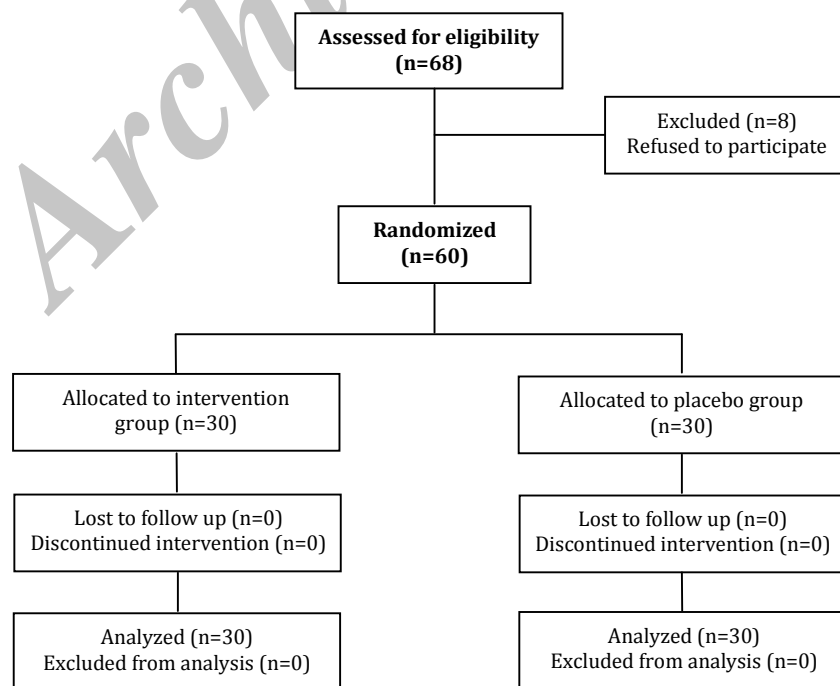 Assessed for eligibility
(n=68)
Excluded (n=8)
Refused to participate
Randomized
(n=60)
Allocated to intervention
group (n=30)
Allocated to placebo group
(n=30)
Lost to follow up (n=0)
Discontinued intervention (n=0)
Lost to follow up (n=0)
Discontinued intervention (n=0)
Analyzed (n=30)
Excluded from analysis (n=0)
Analyzed (n=30)
Excluded from analysis (n=0)